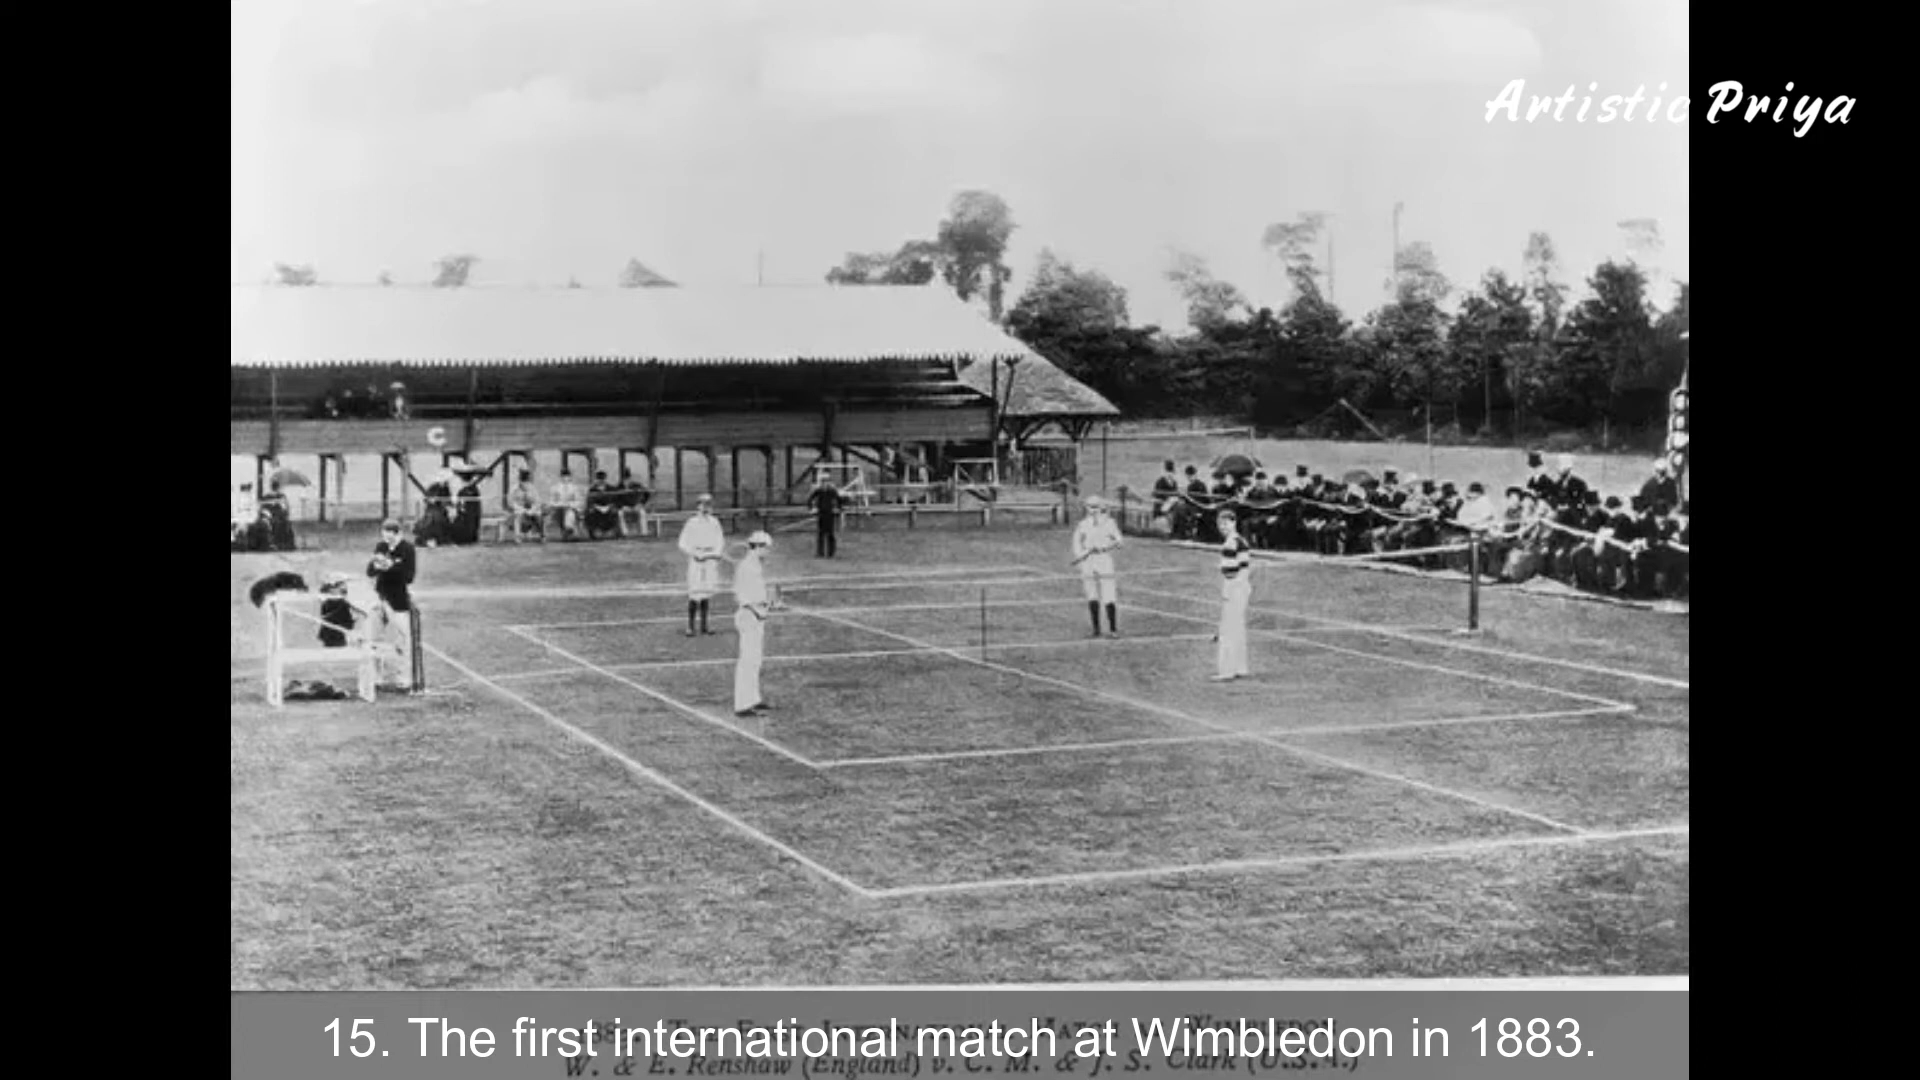 Artistic Priya
C
15. The first international match at Wimbledon in 1883.
W. & E. Renshaw (England) v. C. M. & J. S. Clark (U.S.A.)